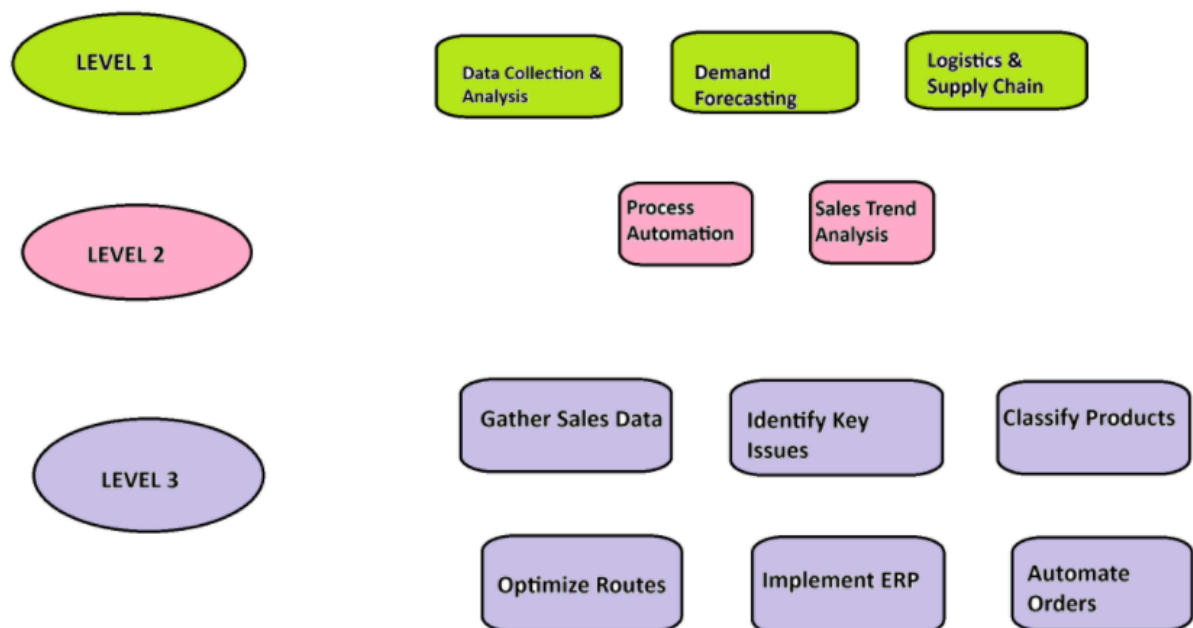 LEVEL 1
Data Collection &
Analysis
Demand
Forecasting
Logistics &
Supply Chain
LEVEL 2
Process
Automation
Sales Trend
Analysis
LEVEL 3
Gather Sales Data
Identify Key
Issues
Classify Products
Optimize Routes
Implement ERP
Automate
Orders